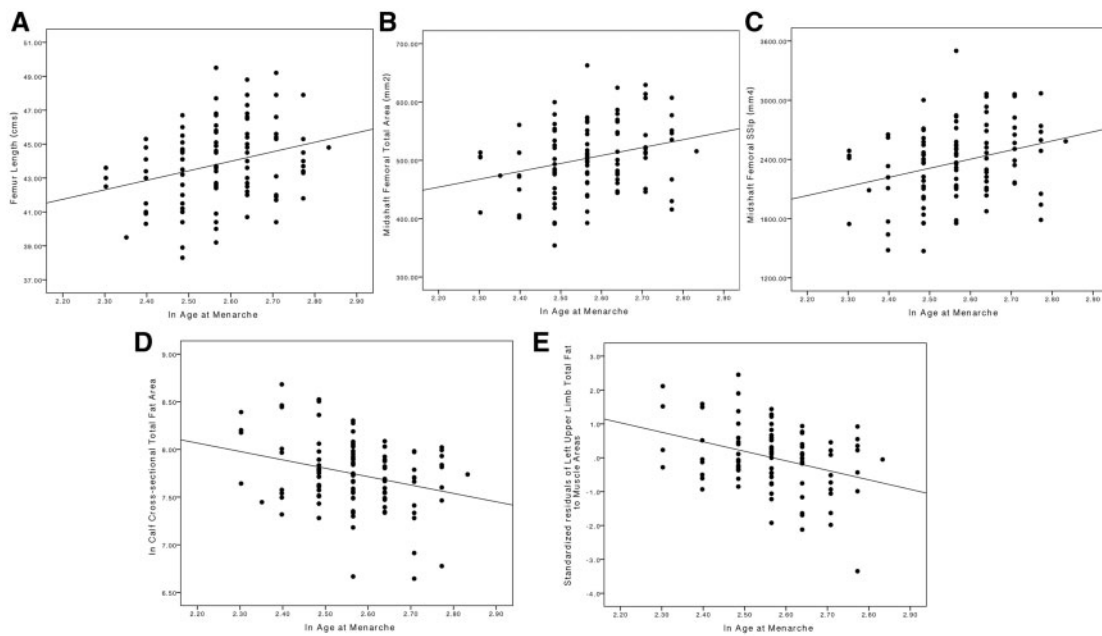 A
Femur Length (cms)
51.00
49.00
47.00
45.00
43.00
41.00
39.00
37.00
2.20 2.30 2.40 2.50 2.60 2.70 2.80 2.90
ln Age at Menarche
B
Midshaft Femoral Total Area (mm2)
700.00
600.00
500.00
400.00
300.00
2.20 2.30 2.40 2.50 2.60 2.70 2.80 2.90
ln Age at Menarche
C
Midshaft Femoral SSIp (mm4)
3600.00
3000.00
2400.00
1800.00
1200.00
2.20 2.30 2.40 2.50 2.60 2.70 2.80 2.90
ln Age at Menarche
D
ln Calf Cross-sectional Total Fat Area
9.00
8.50
8.00
7.50
7.00
6.50
2.20 2.30 2.40 2.50 2.60 2.70 2.80 2.90
ln Age at Menarche
E
Standardized residuals of Left Upper Limb Total Fat
to Muscle Areas
3.0
2.0
1.0
.0
-1.0
-2.0
-3.0
-4.0
2.20 2.30 2.40 2.50 2.60 2.70 2.80 2.90
ln Age at Menarche